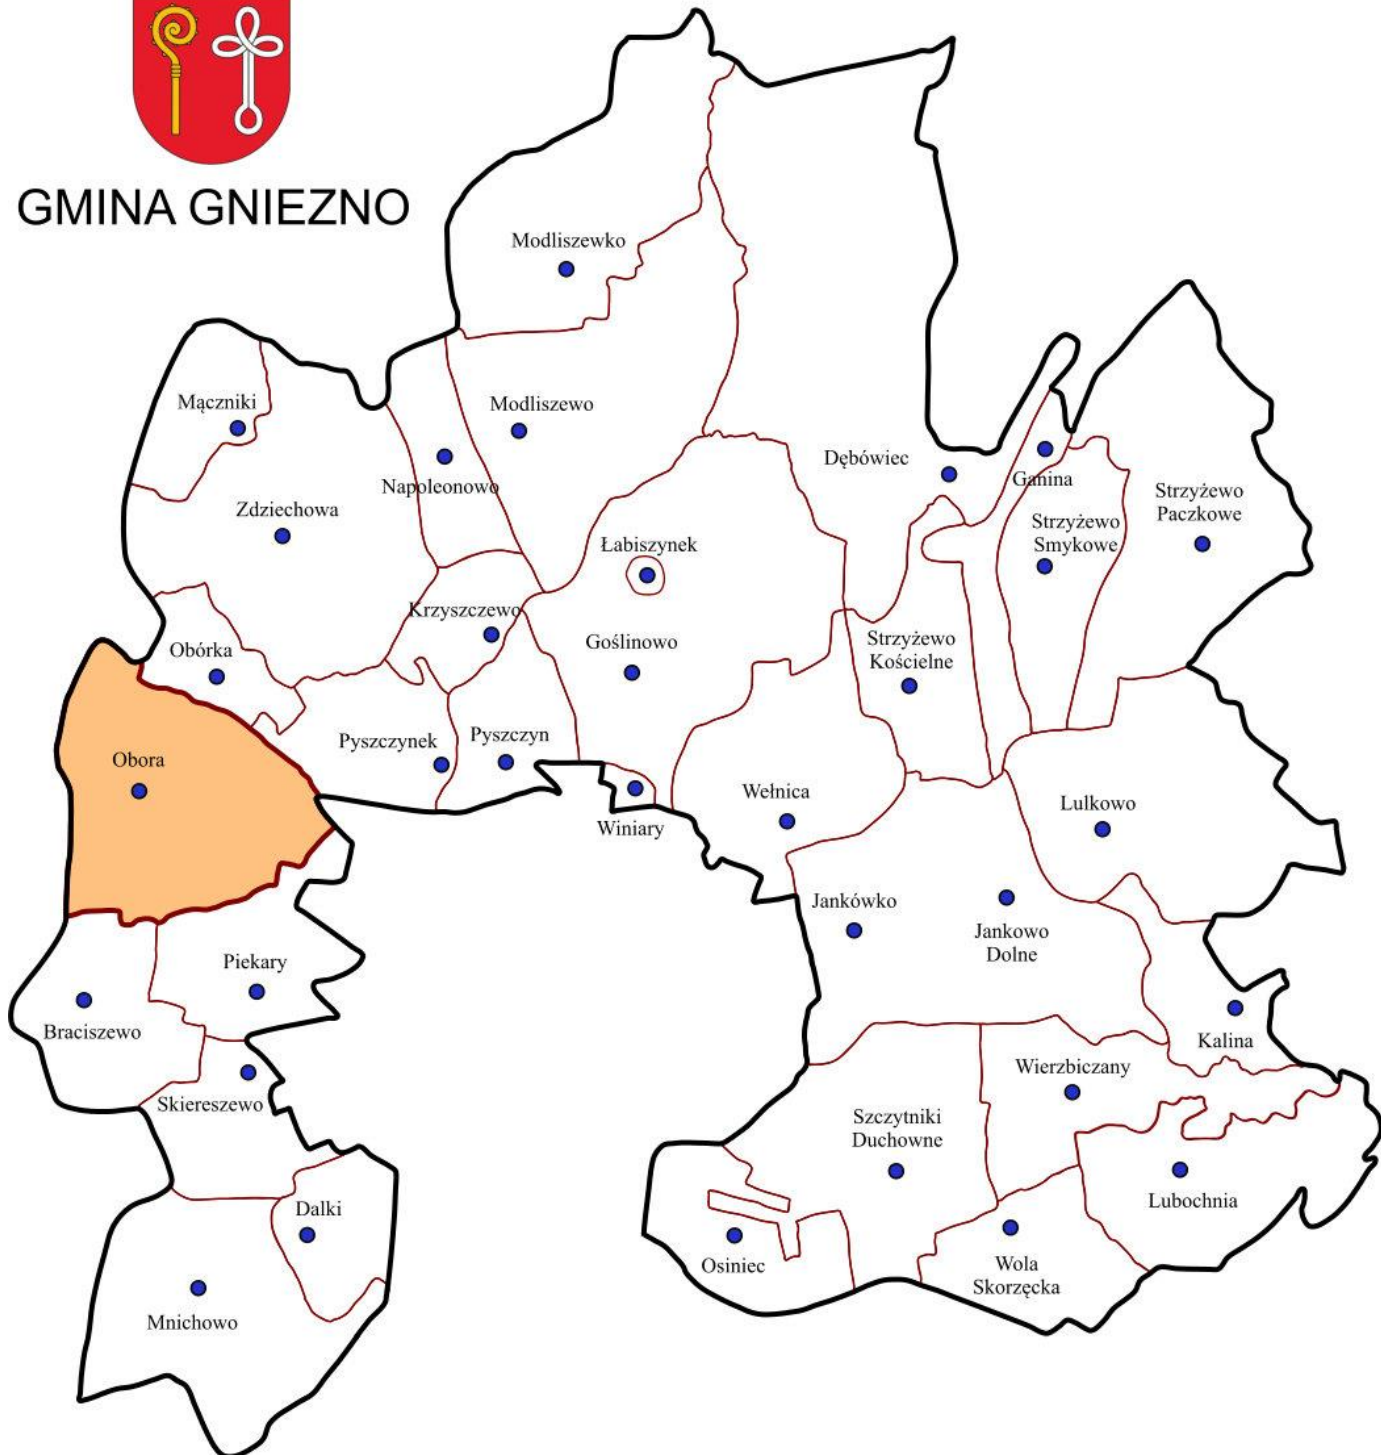 GMINA GNIEZNO
Modliszewko
Mączniki
Modliszewo
Napoleonowo
Dębówiec
Ganina
Strzyżewo
Paczkowe
Zdziechowa
Strzyżewo
Smykowe
Łabiszynek
Krzyszczewo
Obórka
Goślinowo
Strzyżewo
Kościelne
Obora
Pyszczynek
Pyszczyn
Winiary
Wełnica
Lulkowo
Jankówko
Jankowo
Dolne
Piekary
Braciszewo
Kalina
Skiereszewo
Wierzbiczany
Szczytniki
Duchowne
Lubochnia
Dalki
Osiniec
Wola
Skorzęcka
Mnichowo